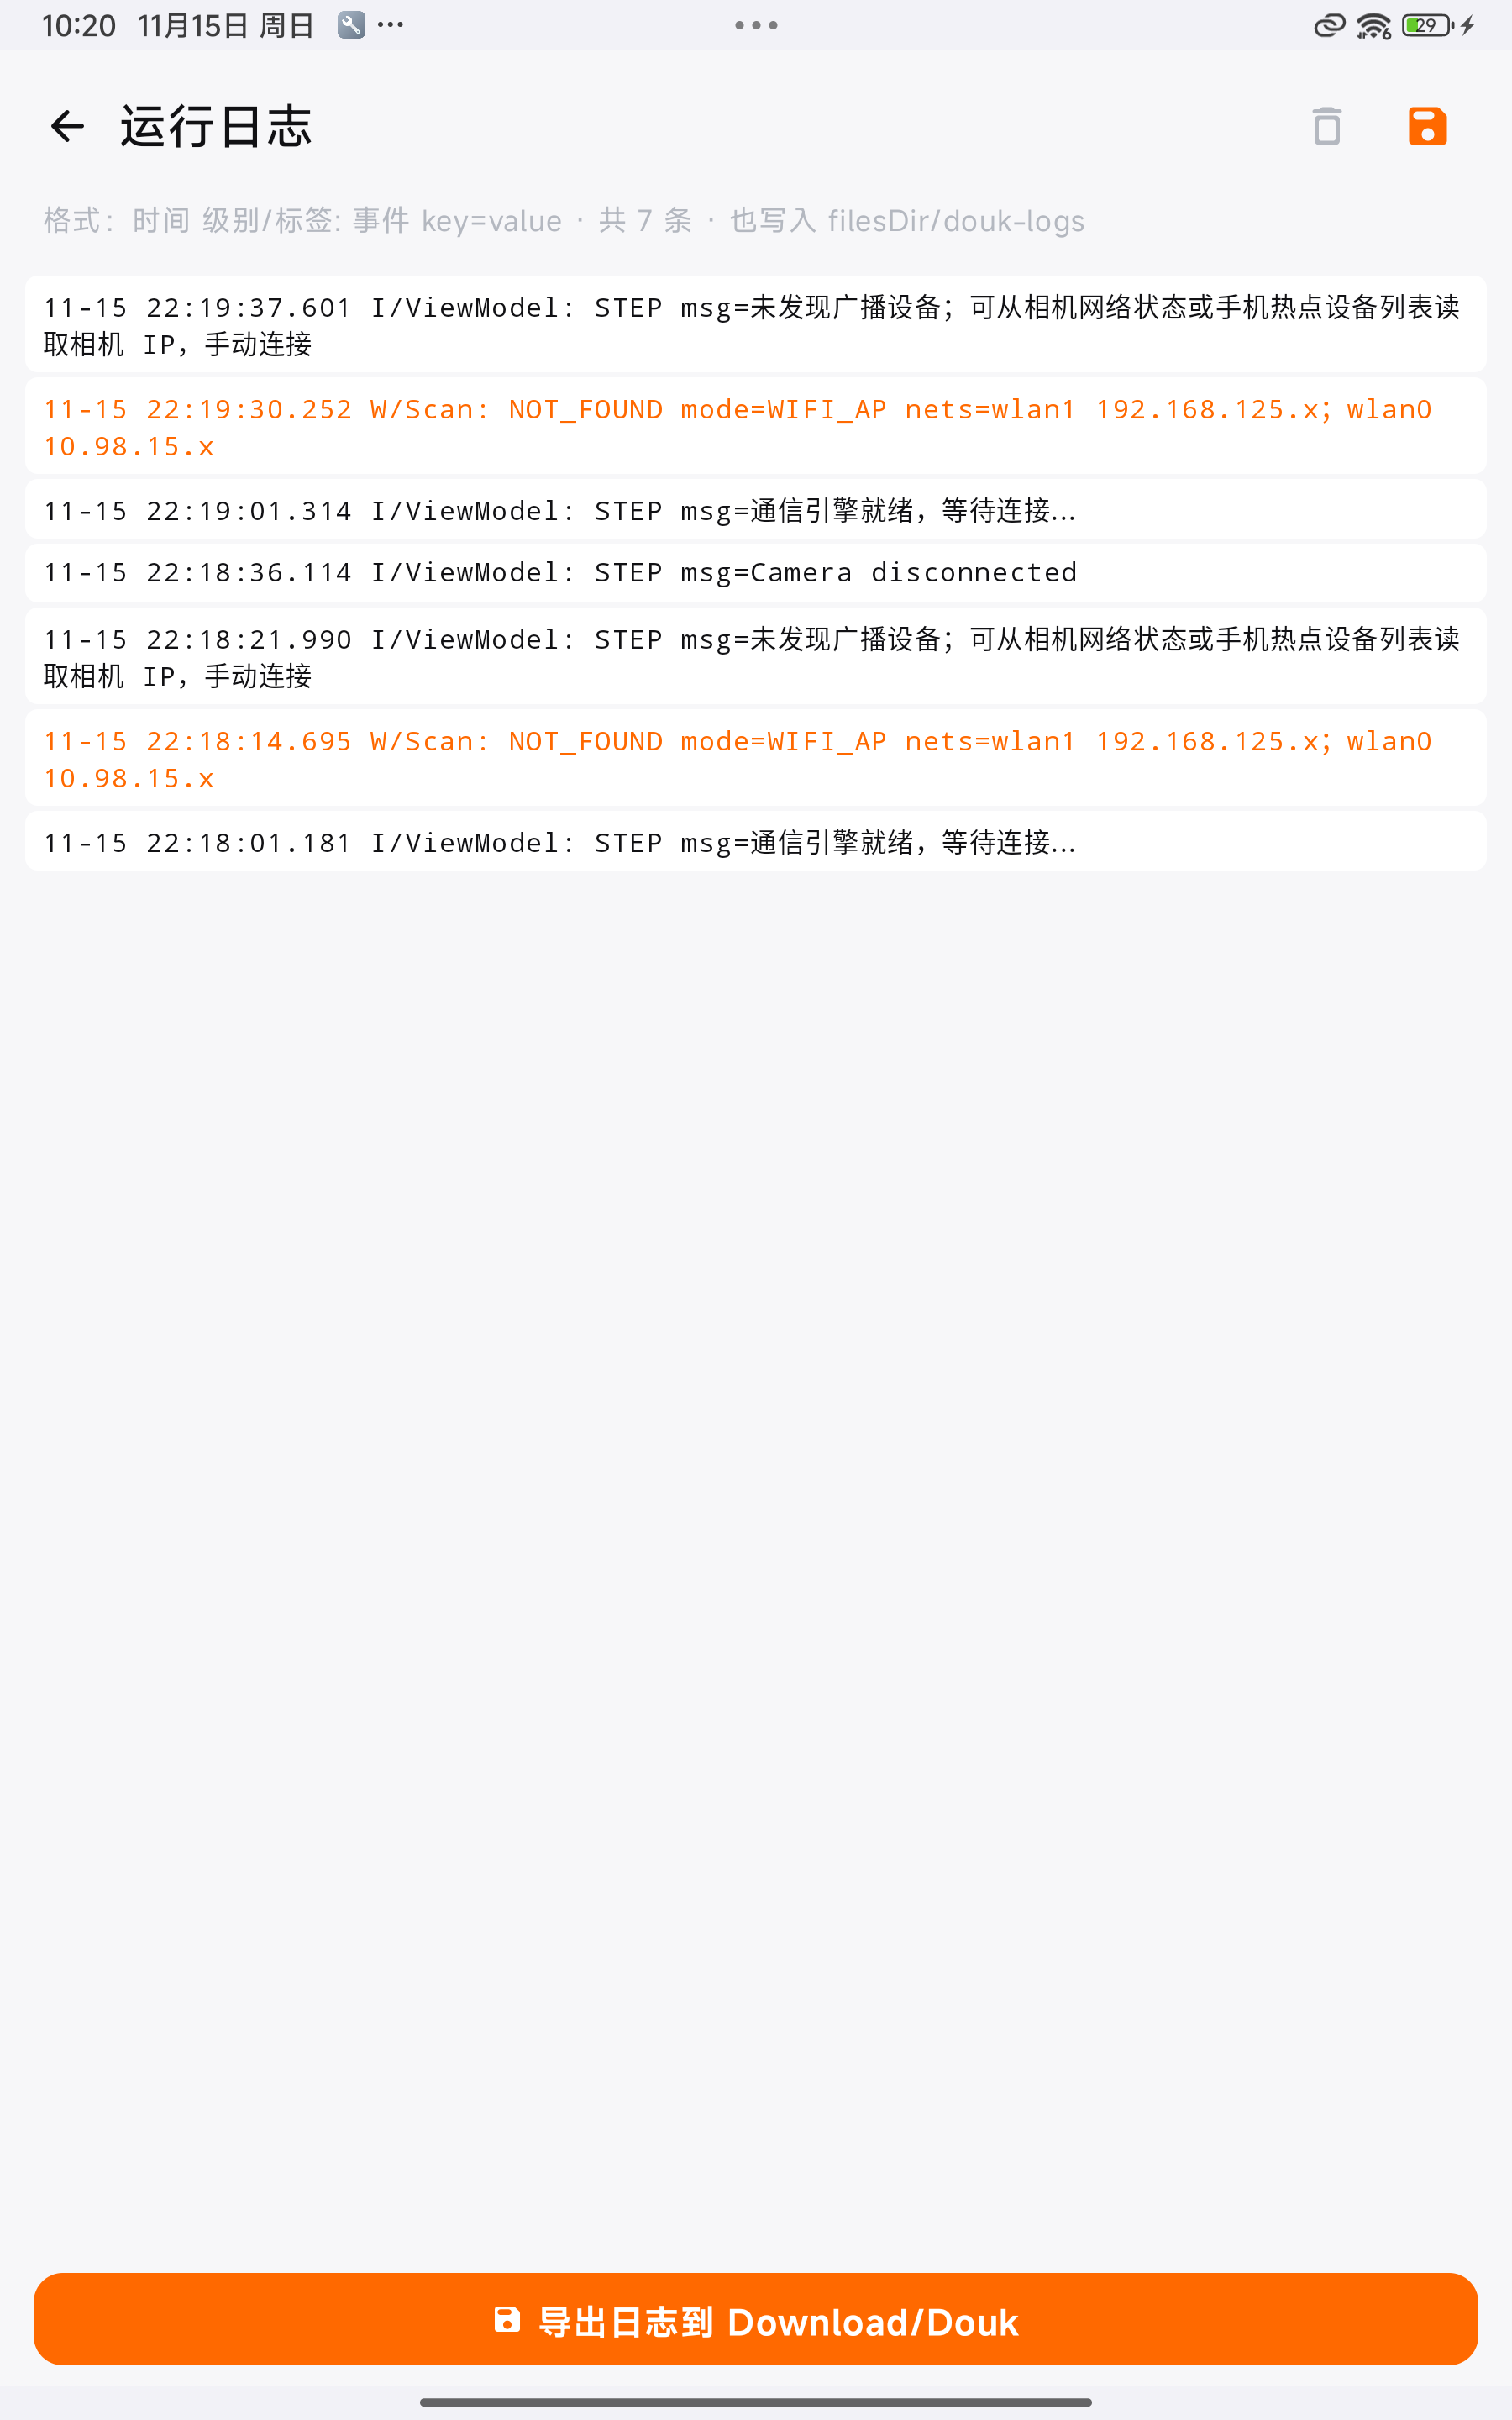 10:20 11月15日 周日
6
29
运行日志
格式：时间 级别/标签: 事件 key=value · 共 7 条 · 也写入 filesDir/douk-logs
11-15 22:19:37.601 I/ViewModel: STEP msg=未发现广播设备；可从相机网络状态或手机热点设备列表读
取相机 IP，手动连接
11-15 22:19:30.252 W/Scan: NOT_FOUND mode=WIFI_AP nets=wlan1 192.168.125.x；wlan0
10.98.15.x
11-15 22:19:01.314 I/ViewModel: STEP msg=通信引擎就绪，等待连接...
11-15 22:18:36.114 I/ViewModel: STEP msg=Camera disconnected
11-15 22:18:21.990 I/ViewModel: STEP msg=未发现广播设备；可从相机网络状态或手机热点设备列表读
取相机 IP，手动连接
11-15 22:18:14.695 W/Scan: NOT_FOUND mode=WIFI_AP nets=wlan1 192.168.125.x；wlan0
10.98.15.x
11-15 22:18:01.181 I/ViewModel: STEP msg=通信引擎就绪，等待连接...
导出日志到 Download/Douk